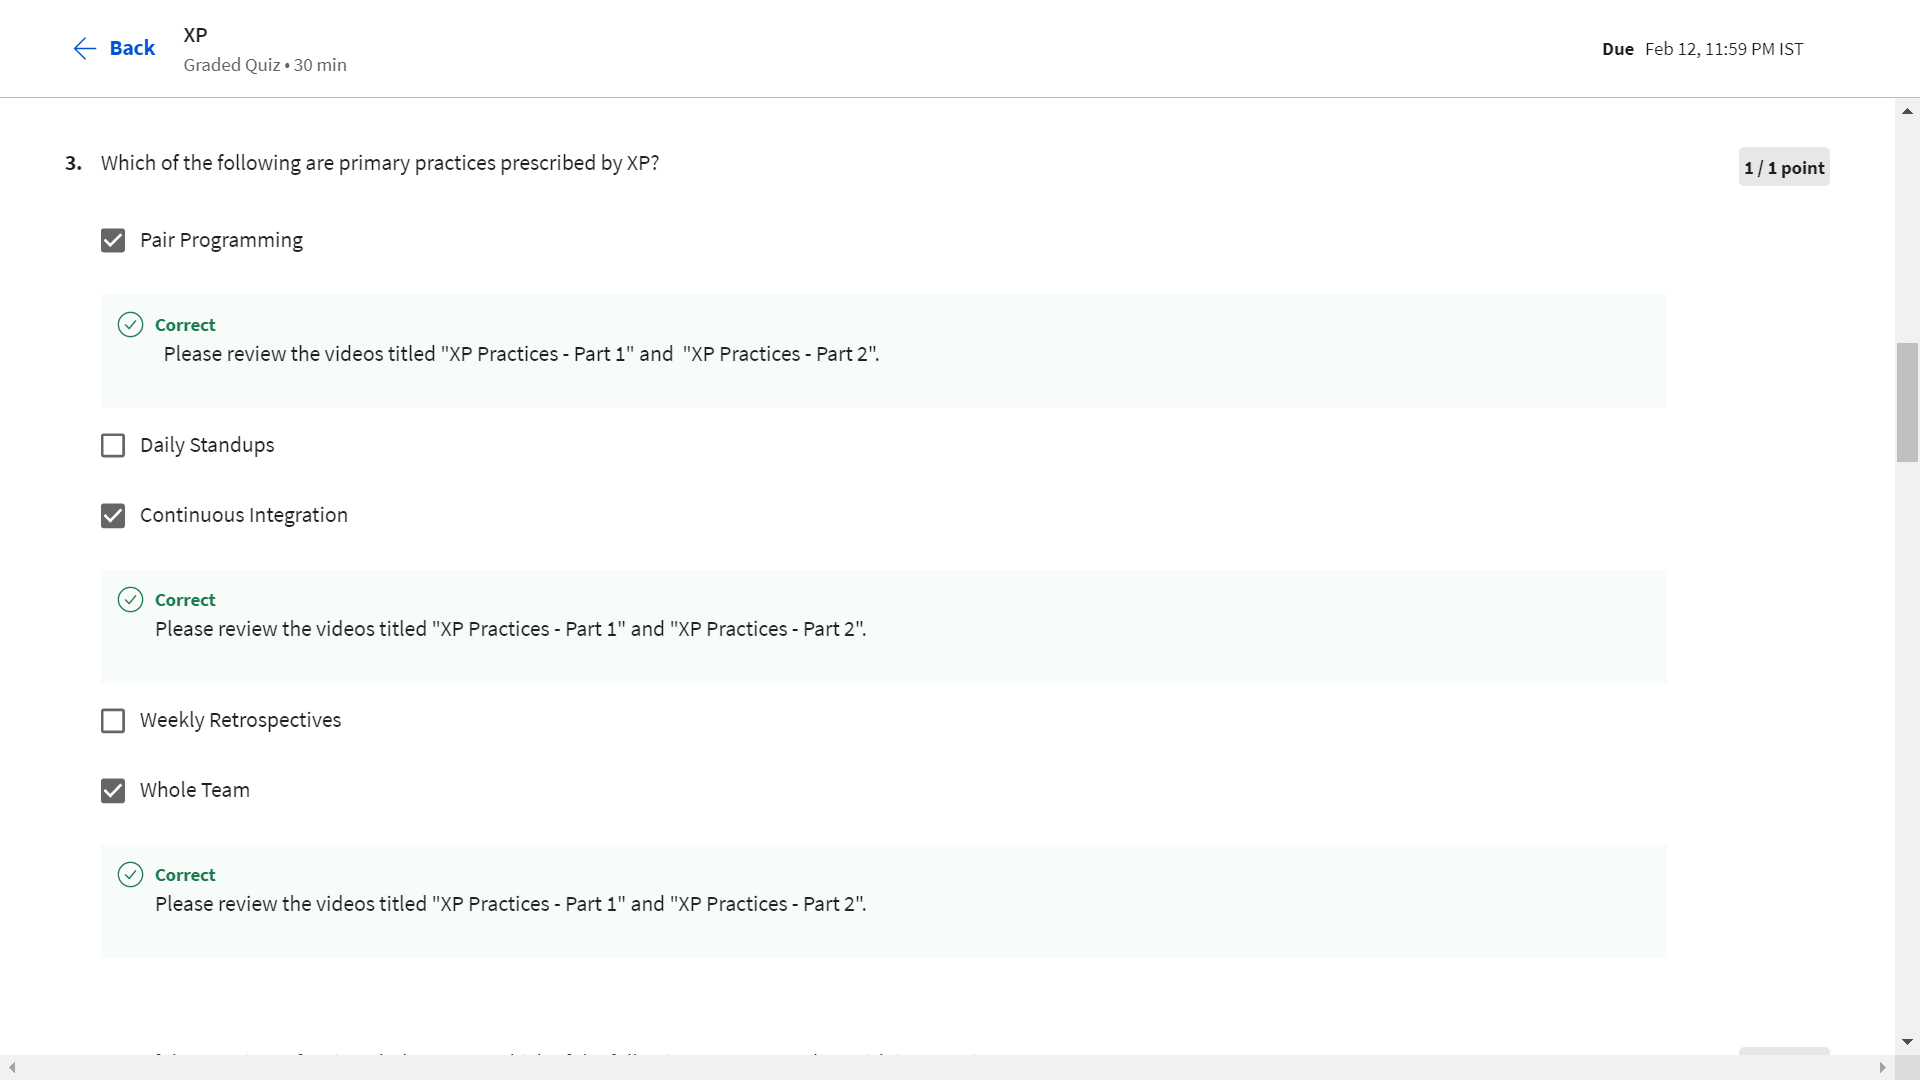 Back
XP
Graded Quiz • 30 min
Due Feb 12, 11:59 PM IST
3. Which of the following are primary practices prescribed by XP?
1 / 1 point
Pair Programming
Correct
Please review the videos titled "XP Practices - Part 1" and "XP Practices - Part 2".
Daily Standups
Continuous Integration
Correct
Please review the videos titled "XP Practices - Part 1" and "XP Practices - Part 2".
Weekly Retrospectives
Whole Team
Correct
Please review the videos titled "XP Practices - Part 1" and "XP Practices - Part 2".